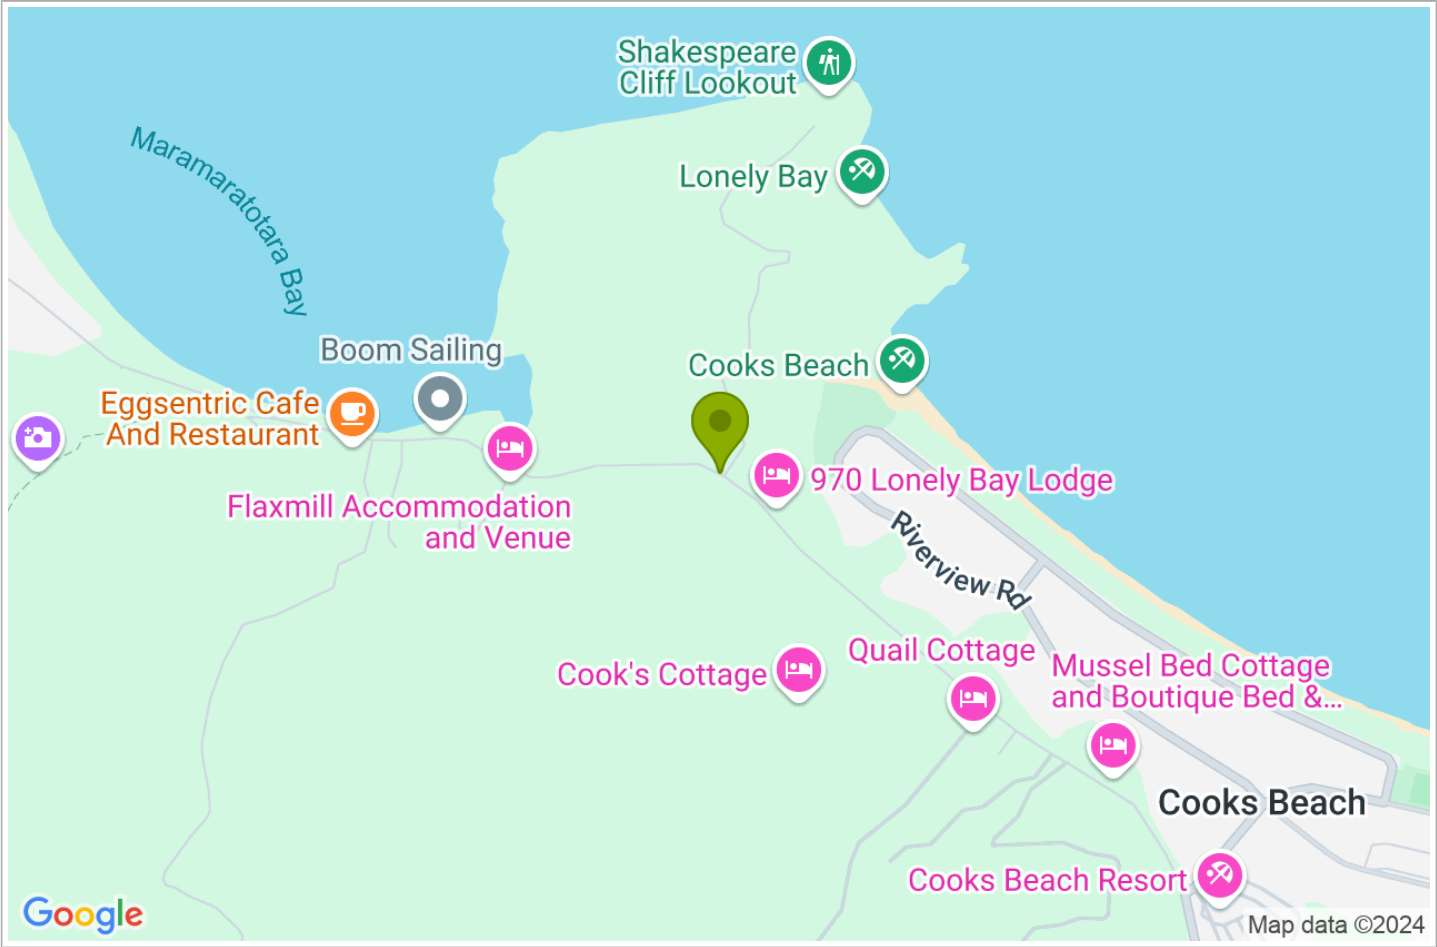 Shakespeare
Cliff Lookout
Maramaratotara Bay
Lonely Bay
Boom Sailing
Cooks Beach
Eggsentric Cafe
And Restaurant
970 Lonely Bay Lodge
Flaxmill Accommodation
and Venue
Riverview Rd
Quail Cottage
Cook's Cottage
Mussel Bed Cottage
and Boutique Bed &...
Cooks Beach
Cooks Beach Resort
Google
Map data ©2024